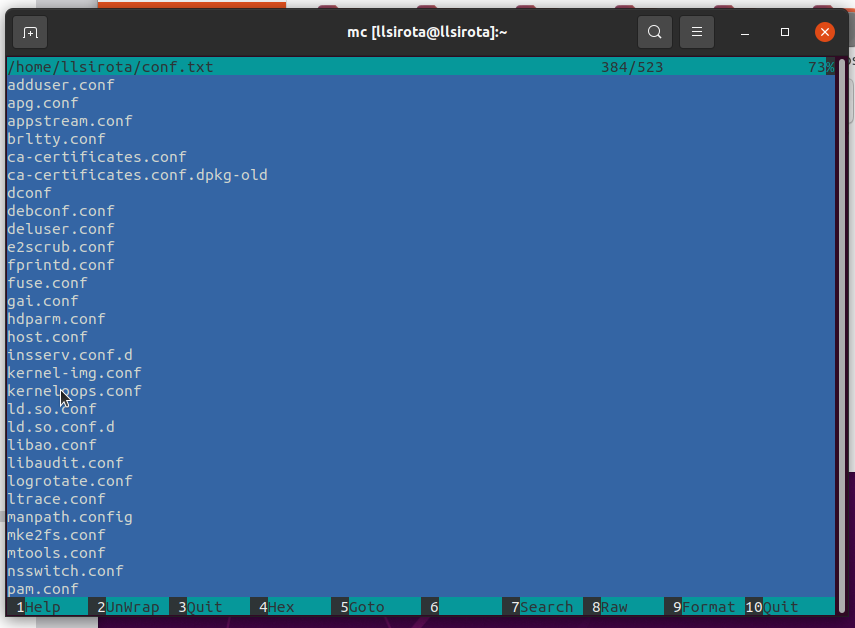 mc [llsirota@llsirota]:~
/home/llsirota/conf.txt 384/523 73%
adduser.conf
apg.conf
appstream.conf
brltty.conf
ca-certificates.conf
ca-certificates.conf.dpkg-old
dconf
debconf.conf
deluser.conf
e2scrub.conf
fprintd.conf
fuse.conf
gai.conf
hdparm.conf
host.conf
insserv.conf.d
kernel-img.conf
kerneloops.conf
ld.so.conf
ld.so.conf.d
libao.conf
libaudit.conf
logrotate.conf
ltrace.conf
manpath.config
mke2fs.conf
mtools.conf
nsswitch.conf
pam.conf
1Help 2UnWrap 3Quit 4Hex 5Goto 6 7Search 8Raw 9Format 10Quit